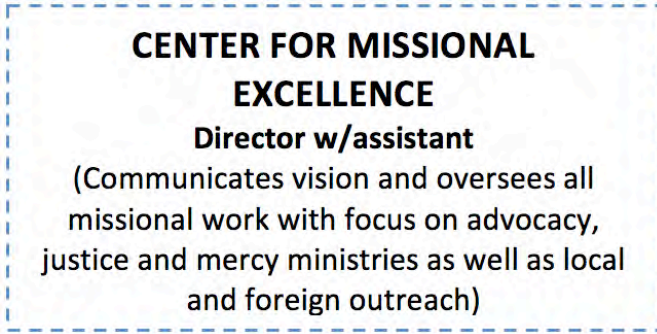 CENTER FOR MISSIONAL
EXCELLENCE
Director w/assistant
(Communicates vision and oversees all
missional work with focus on advocacy,
justice and mercy ministries as well as local
and foreign outreach)